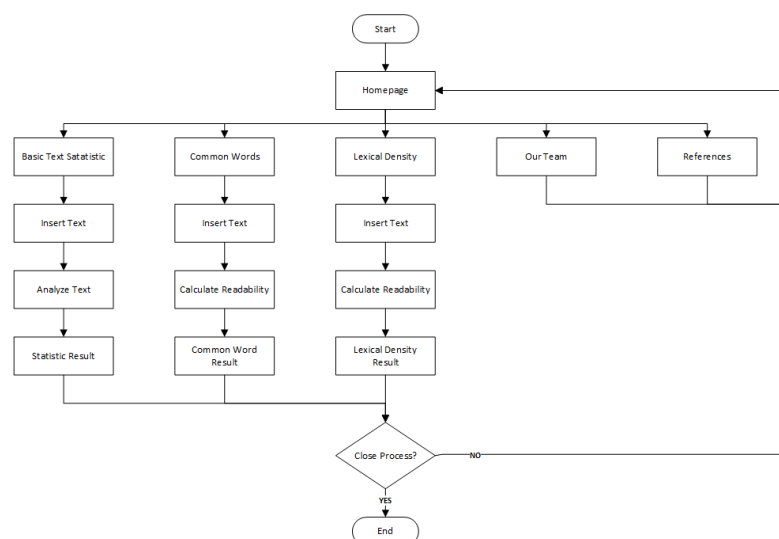 Start
Homepage
Basic Text Satatistic
Common Words
Lexical Density
Our Team
References
Insert Text
Insert Text
Insert Text
Analyze Text
Calculate Readability
Calculate Readability
Statistic Result
Common Word
Result
Lexical Density
Result
Close Process?
NO
YES
End